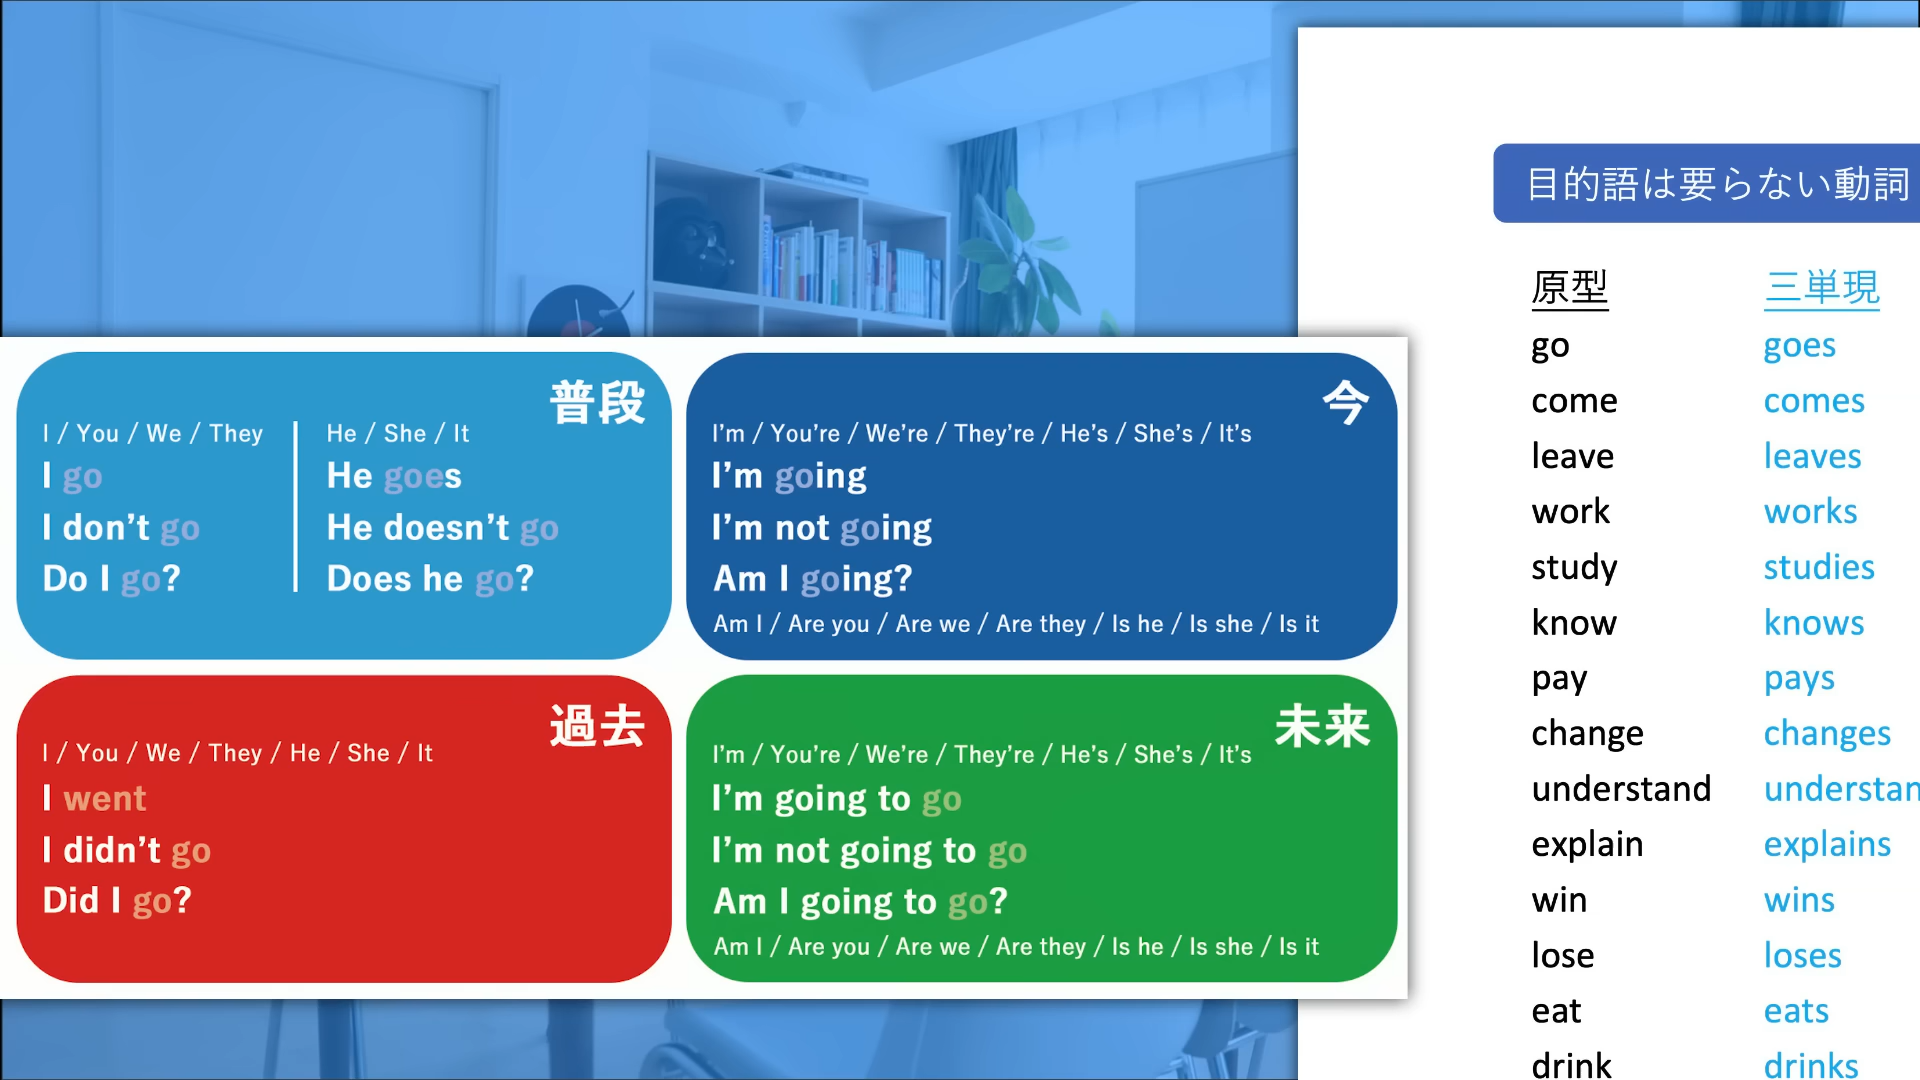 普段
I / You / We / They
I go
I don't go
Do I go?
He / She / It
He goes
He doesn't go
Does he go?
今
I'm / You're / We're / They're / He's / She's / It's
I'm going
I'm not going
Am I going?
Am I / Are you / Are we / Are they / Is he / Is she / Is it
過去
I / You / We / They / He / She / It
I went
I didn't go
Did I go?
未来
I'm / You're / We're / They're / He's / She's / It's
I'm going to go
I'm not going to go
Am I going to go?
Am I / Are you / Are we / Are they / Is he / Is she / Is it
目的語は要らない動詞
原型 三単現
go goes
come comes
leave leaves
work works
study studies
know knows
pay pays
change changes
understand understan
explain explains
win wins
lose loses
eat eats
drink drinks